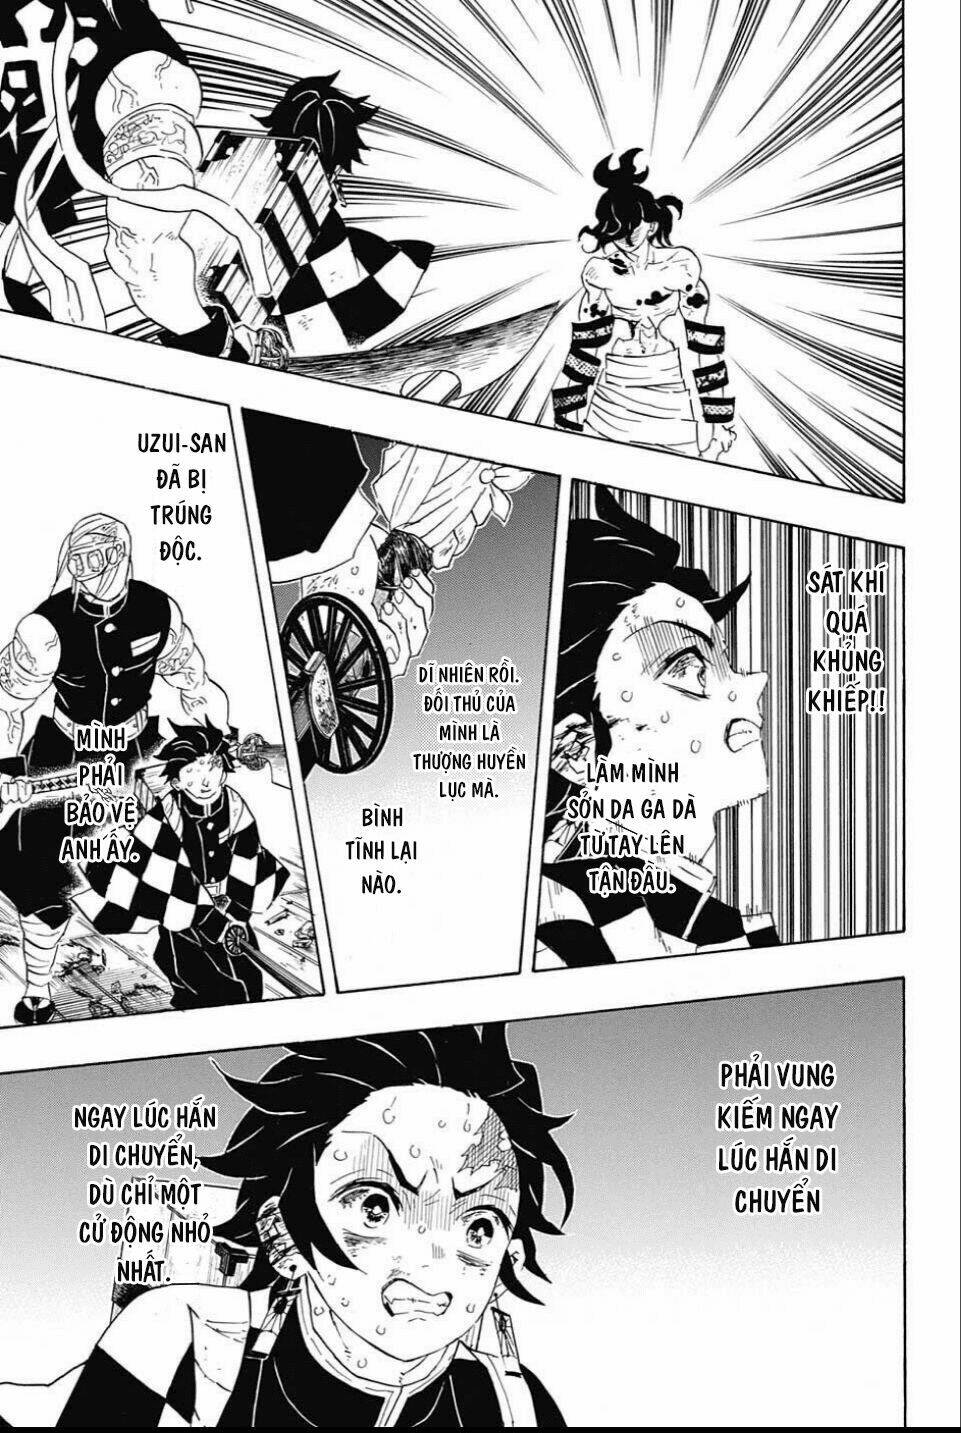 SÁT KHÍ
QUÁ
KHỦNG
KHIẾP!!
LÀM MÌNH
SỞN DA GA DÀ
TỪ TAY LÊN
TẬN ĐẦU.
DĨ NHIÊN RỒI.
ĐỐI THỦ CỦA
MÌNH LÀ
THƯỢNG HUYỀN
LỤC MÀ.
BÌNH
TĨNH LẠI
NÀO.
UZUI-SAN
ĐÃ BỊ
TRÚNG
ĐỘC.
MÌNH
PHẢI
BẢO VỆ
ANH ẤY.
PHẢI VUNG
KIẾM NGAY
LÚC HẮN DI
CHUYỂN
NGAY LÚC HẮN
DI CHUYỂN,
DÙ CHỈ MỘT
CỬ ĐỘNG NHỎ
NHẤT.